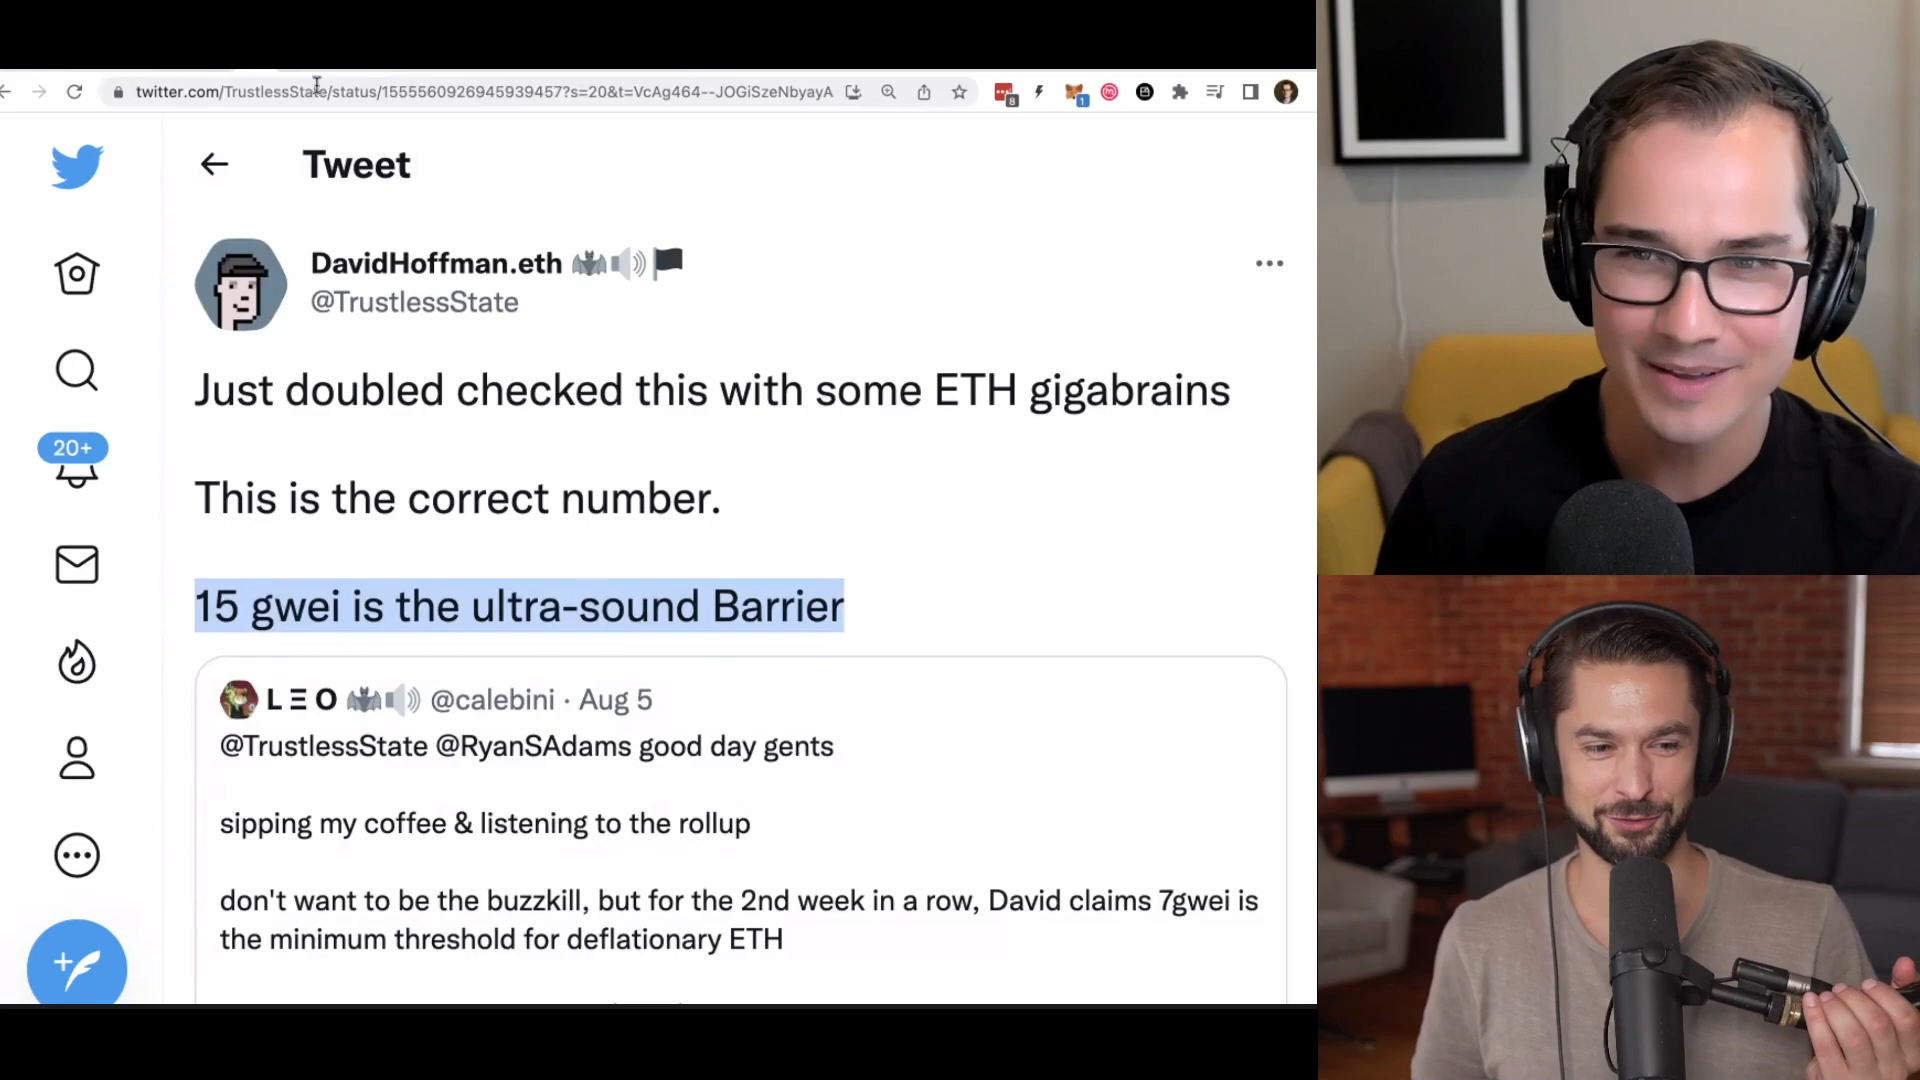 twitter.com/TrustlessState/status/1555560926945939457?s=20&t=VcAg464--JOGiSzeNbyayA
8
1
Tweet
DavidHoffman.eth
@TrustlessState
Just doubled checked this with some ETH gigabrains
This is the correct number.
20+
15 gwei is the ultra-sound Barrier
L Ξ O @calebini · Aug 5
@TrustlessState @RyanSAdams good day gents
sipping my coffee & listening to the rollup
don't want to be the buzzkill, but for the 2nd week in a row, David claims 7gwei is
the minimum threshold for deflationary ETH